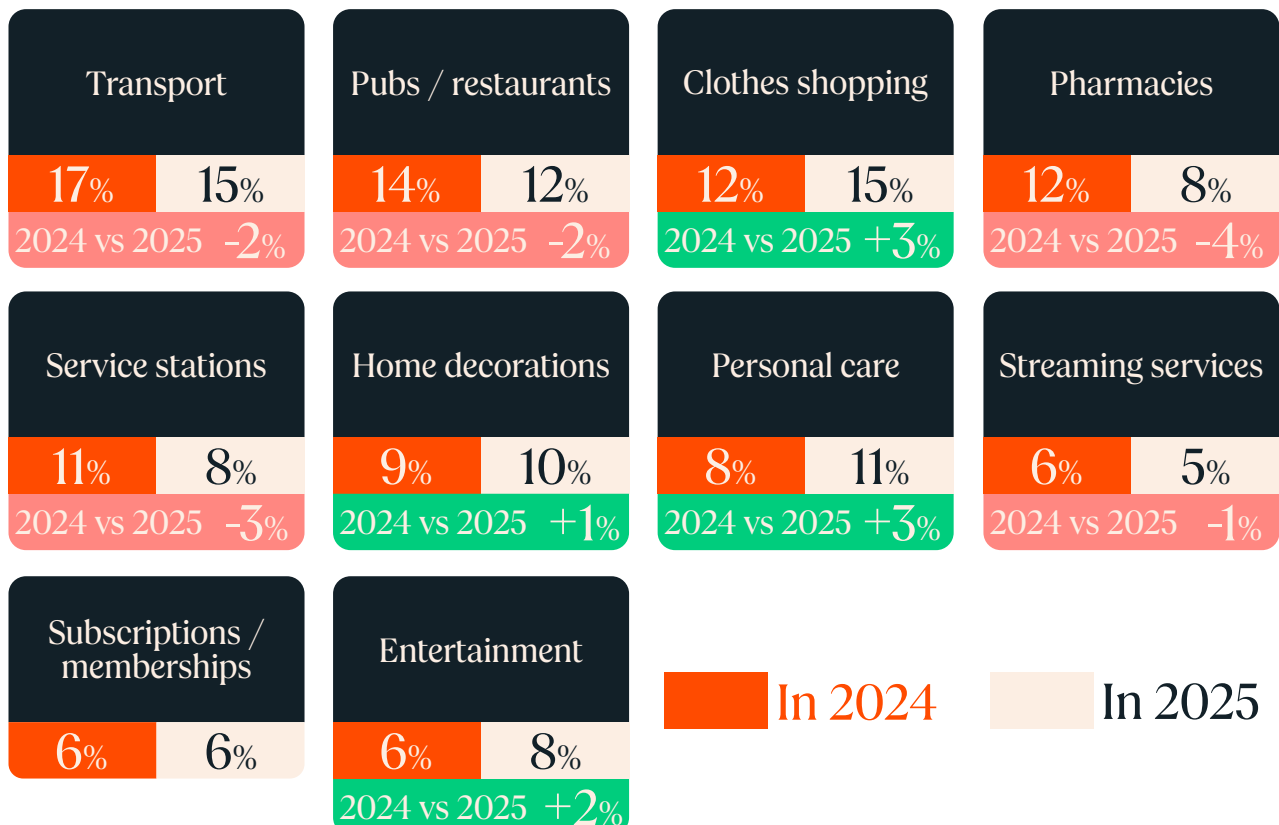 Transport
17% 15%
2024 vs 2025 -2%
Pubs / restaurants
14% 12%
2024 vs 2025 -2%
Clothes shopping
12% 15%
2024 vs 2025 +3%
Pharmacies
12% 8%
2024 vs 2025 -4%
Service stations
11% 8%
2024 vs 2025 -3%
Home decorations
9% 10%
2024 vs 2025 +1%
Personal care
8% 11%
2024 vs 2025 +3%
Streaming services
6% 5%
2024 vs 2025 -1%
Subscriptions /
memberships
6% 6%
Entertainment
6% 8%
2024 vs 2025 +2%
In 2024
In 2025